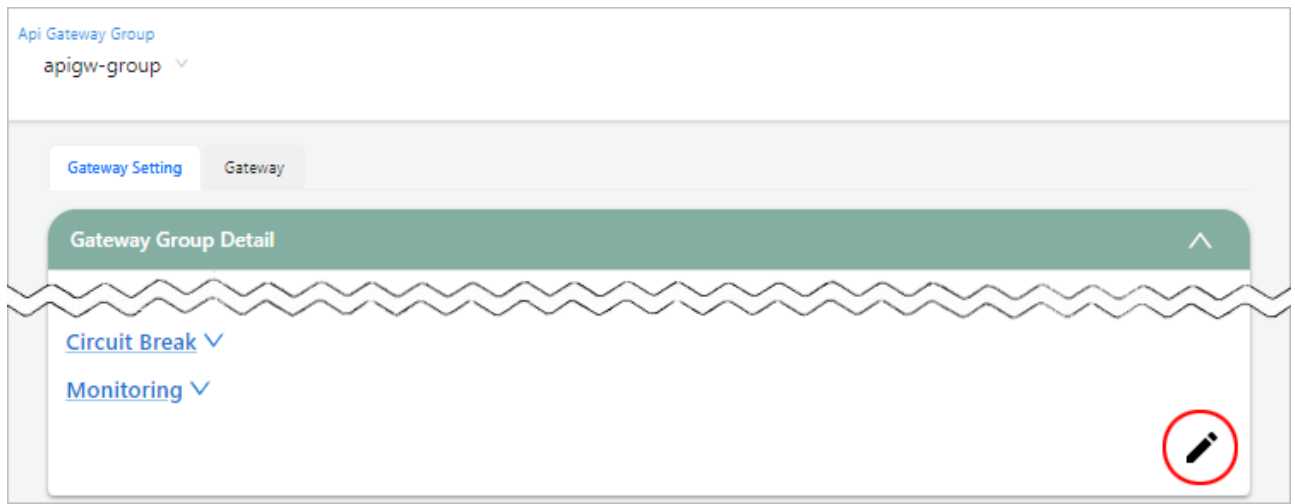 Api Gateway Group
apigw-group
Gateway Setting
Gateway
Gateway Group Detail
Circuit Break
Monitoring